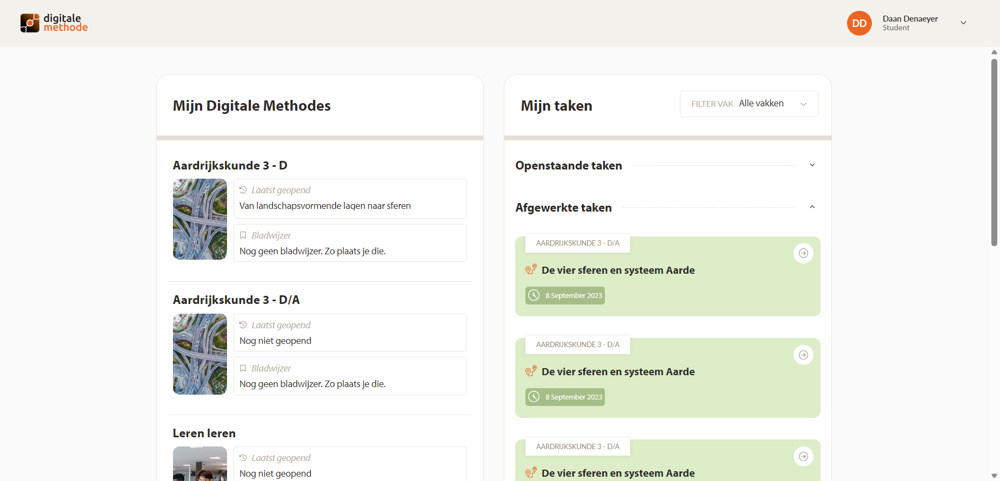 digitale
methode
DD
Daan Denaeyer
Student
Mijn Digitale Methodes
Aardrijkskunde 3 - D
Laatst geopend
Van landschapsvormende lagen naar sferen
Bladwijzer
Nog geen bladwijzer. Zo plaats je die.
Aardrijkskunde 3 - D/A
Laatst geopend
Nog niet geopend
Bladwijzer
Nog geen bladwijzer. Zo plaats je die.
Leren leren
Laatst geopend
Nog niet geopend
Mijn taken
FILTER VAK Alle vakken
Openstaande taken
Afgewerkte taken
AARDRIJKSKUNDE 3 - D/A
De vier sferen en systeem Aarde
8 September 2023
AARDRIJKSKUNDE 3 - D/A
De vier sferen en systeem Aarde
8 September 2023
AARDRIJKSKUNDE 3 - D/A
De vier sferen en systeem Aarde